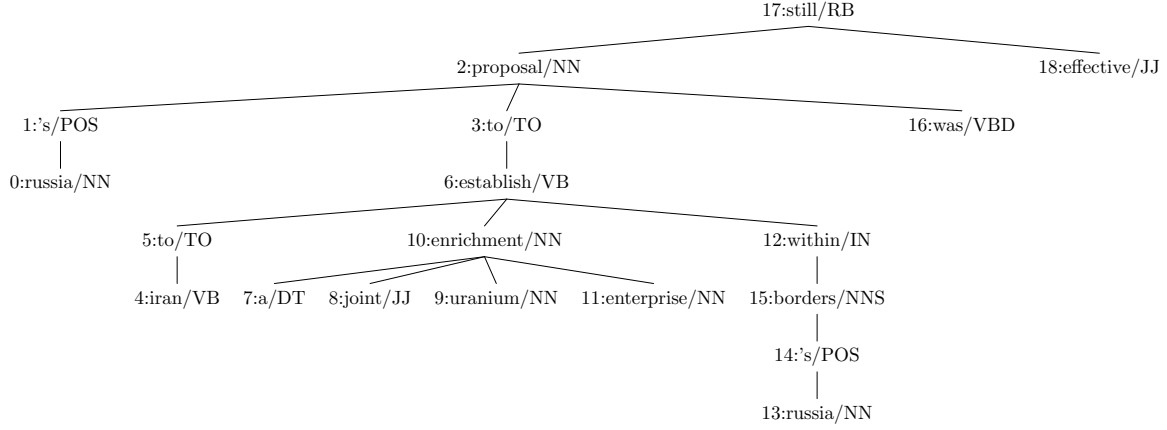 17:still/RB
2:proposal/NN 18:effective/JJ
1:'s/POS 3:to/TO 16:was/VBD
0:russia/NN 6:establish/VB
5:to/TO 10:enrichment/NN 12:within/IN
4:iran/VB 7:a/DT 8:joint/JJ 9:uranium/NN 11:enterprise/NN 15:borders/NNS
14:'s/POS
13:russia/NN